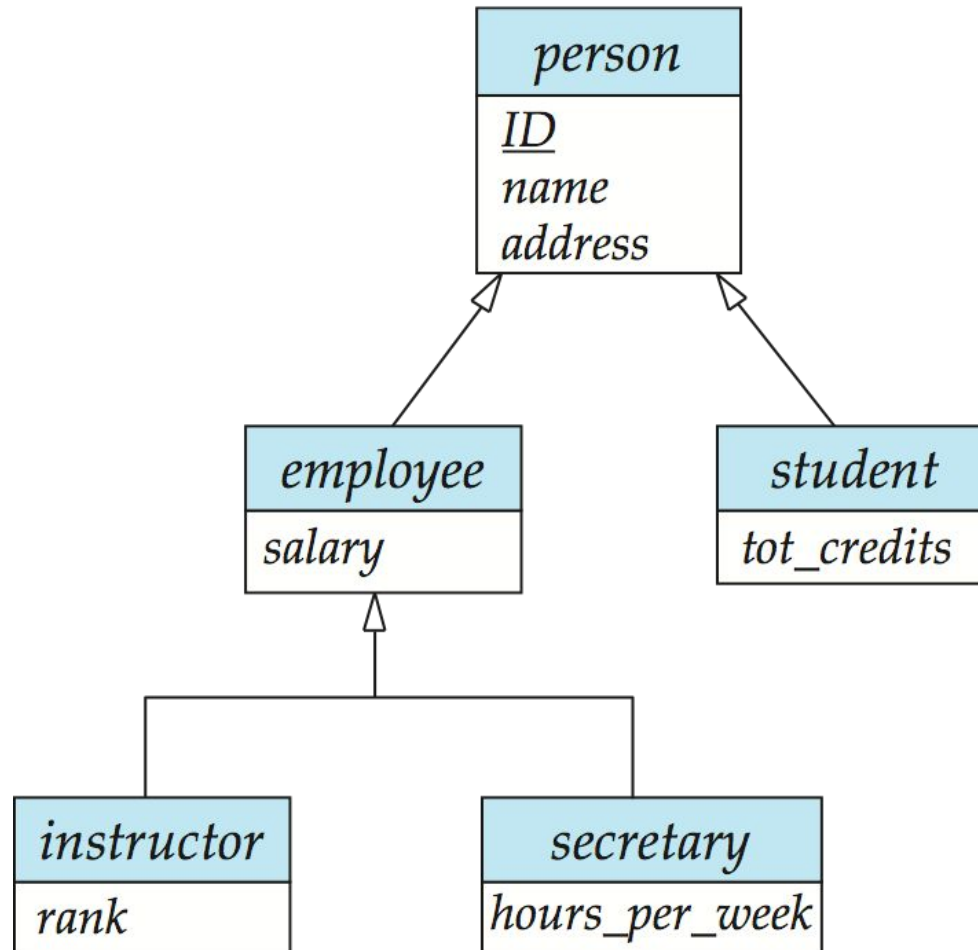 person
ID
name
address
employee
student
salary
tot_credits
instructor
secretary
rank
hours_per_week